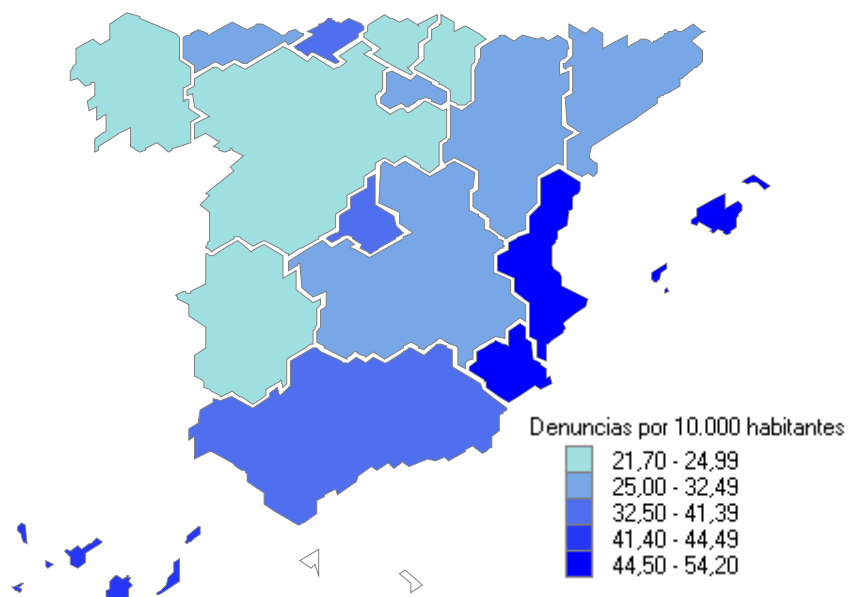 Denuncias por 10.000 habitantes
21,70 - 24,99
25,00 - 32,49
32,50 - 41,39
41,40 - 44,49
44,50 - 54,20